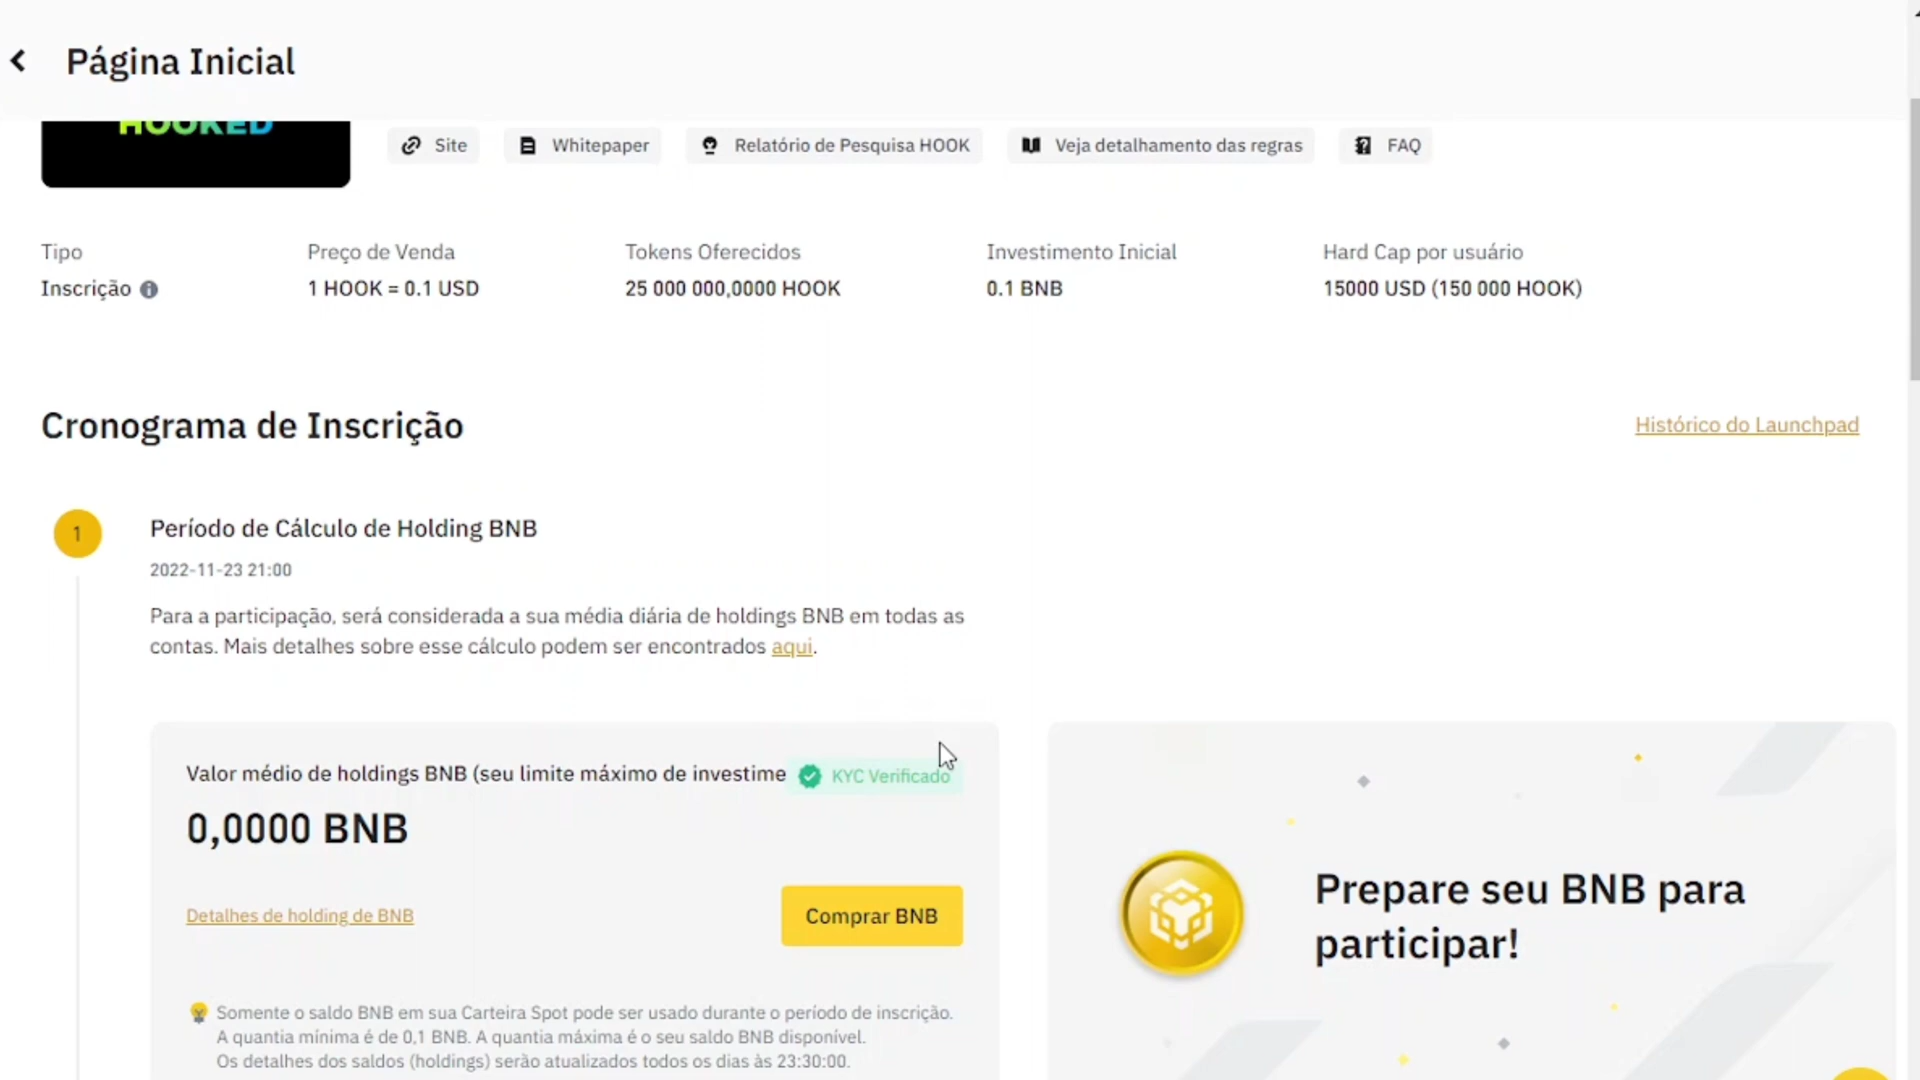 Página Inicial
HOOKED
Site
Whitepaper
Relatório de Pesquisa HOOK
Veja detalhamento das regras
FAQ
Tipo
Inscrição
Preço de Venda
1 HOOK = 0.1 USD
Tokens Oferecidos
25 000 000,0000 HOOK
Investimento Inicial
0.1 BNB
Hard Cap por usuário
15000 USD (150 000 HOOK)
Cronograma de Inscrição
Histórico do Launchpad
1
Período de Cálculo de Holding BNB
2022-11-23 21:00
Para a participação, será considerada a sua média diária de holdings BNB em todas as
contas. Mais detalhes sobre esse cálculo podem ser encontrados aqui.
Valor médio de holdings BNB (seu limite máximo de investime
KYC Verificado
0,0000 BNB
Detalhes de holding de BNB
Comprar BNB
Somente o saldo BNB em sua Carteira Spot pode ser usado durante o período de inscrição.
A quantia mínima é de 0,1 BNB. A quantia máxima é o seu saldo BNB disponível.
Os detalhes dos saldos (holdings) serão atualizados todos os dias às 23:30:00.
Prepare seu BNB para
participar!